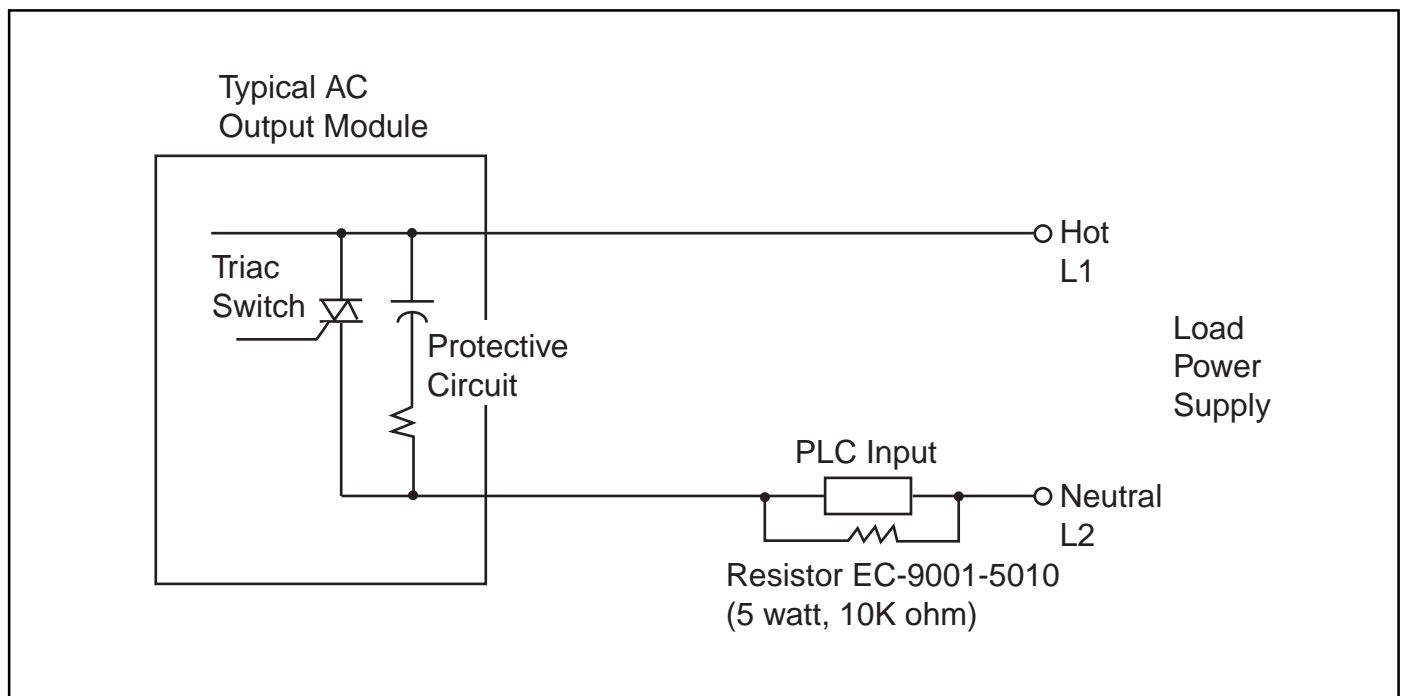 Typical AC
Output Module
Hot
L1
Triac
Switch
Protective
Circuit
Load
Power
Supply
PLC Input
Neutral
L2
Resistor EC-9001-5010
(5 watt, 10K ohm)